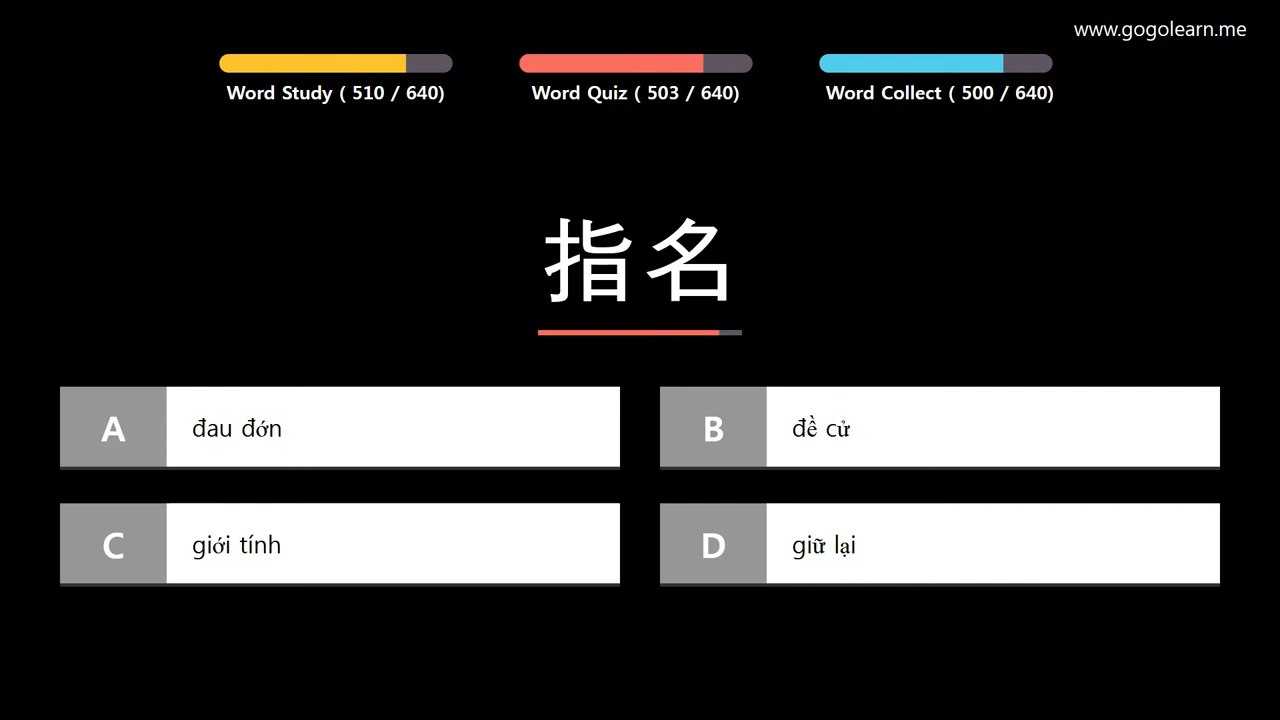 www.gogolearn.me
Word Study ( 510 / 640)
Word Quiz ( 503 / 640)
Word Collect ( 500 / 640)
指名
A đau đớn
B đề cử
C giới tính
D giữ lại